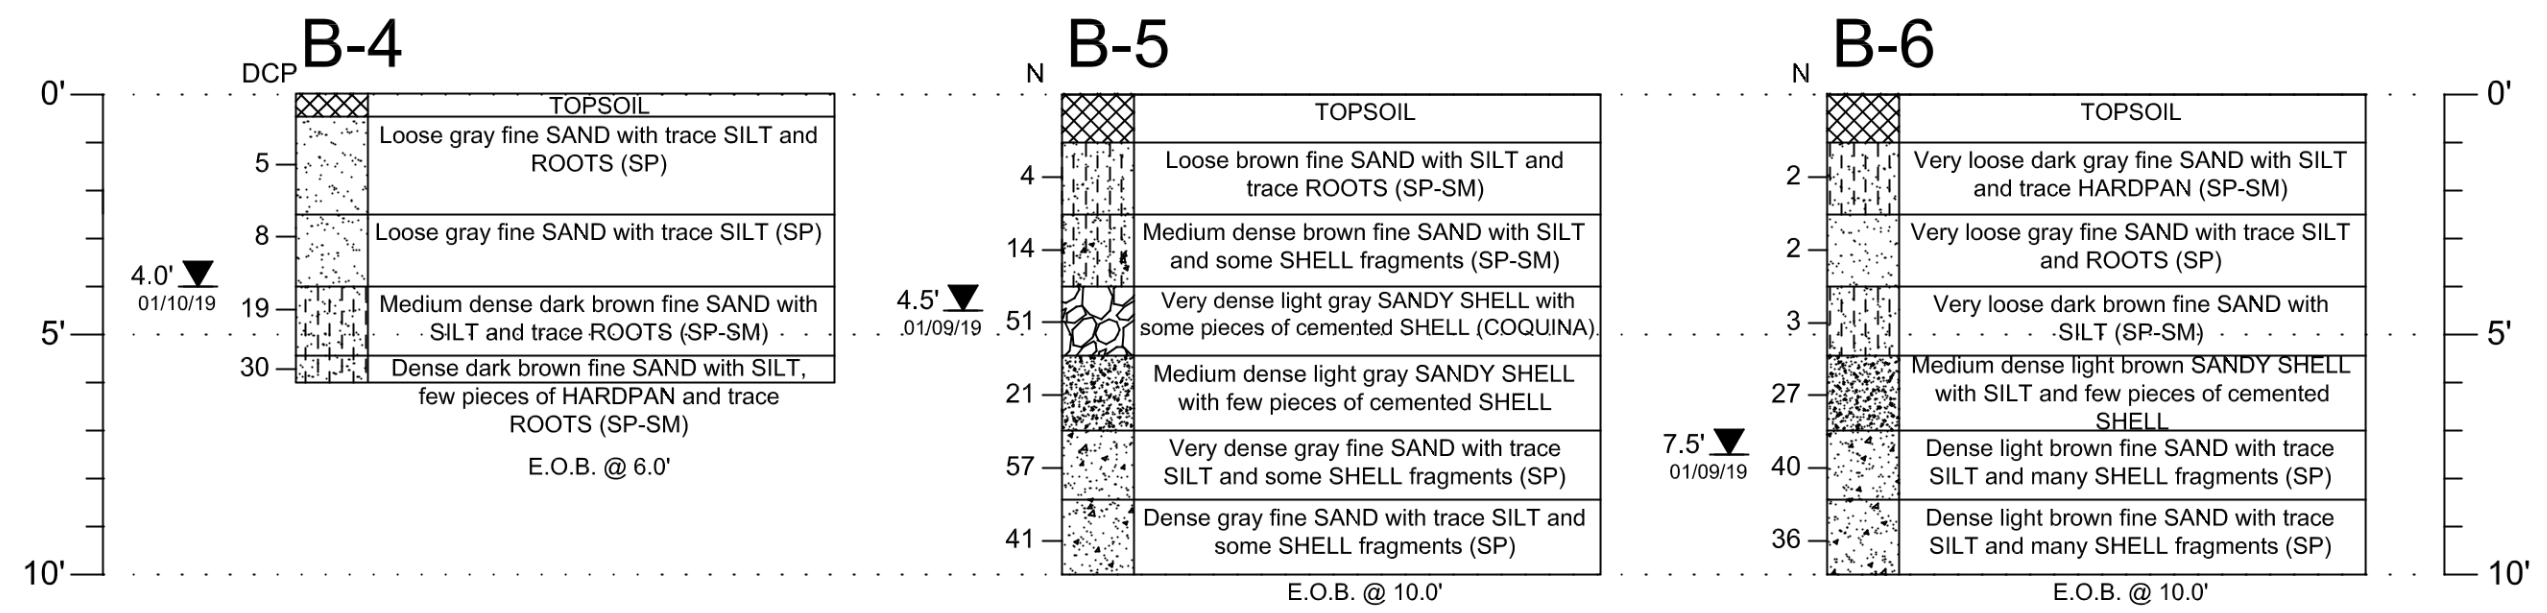 B-4
DCP
TOPSOIL
Loose gray fine SAND with trace SILT and
ROOTS (SP)
5
Loose gray fine SAND with trace SILT (SP)
8
4.0'
01/10/19
19
Medium dense dark brown fine SAND with
SILT and trace ROOTS (SP-SM)
30
Dense dark brown fine SAND with SILT,
few pieces of HARDPAN and trace
ROOTS (SP-SM)
E.O.B. @ 6.0'
0'
5'
10'
B-5
N
TOPSOIL
4
Loose brown fine SAND with SILT and
trace ROOTS (SP-SM)
14
Medium dense brown fine SAND with SILT
and some SHELL fragments (SP-SM)
4.5'
01/09/19
51
Very dense light gray SANDY SHELL with
some pieces of cemented SHELL (COQUINA)
21
Medium dense light gray SANDY SHELL
with few pieces of cemented SHELL
57
Very dense gray fine SAND with trace
SILT and some SHELL fragments (SP)
41
Dense gray fine SAND with trace SILT and
some SHELL fragments (SP)
E.O.B. @ 10.0'
B-6
N
TOPSOIL
2
Very loose dark gray fine SAND with SILT
and trace HARDPAN (SP-SM)
2
Very loose gray fine SAND with trace SILT
and ROOTS (SP)
3
Very loose dark brown fine SAND with
SILT (SP-SM)
27
Medium dense light brown SANDY SHELL
with SILT and few pieces of cemented
SHELL
7.5'
01/09/19
40
Dense light brown fine SAND with trace
SILT and many SHELL fragments (SP)
36
Dense light brown fine SAND with trace
SILT and many SHELL fragments (SP)
E.O.B. @ 10.0'
0'
5'
10'